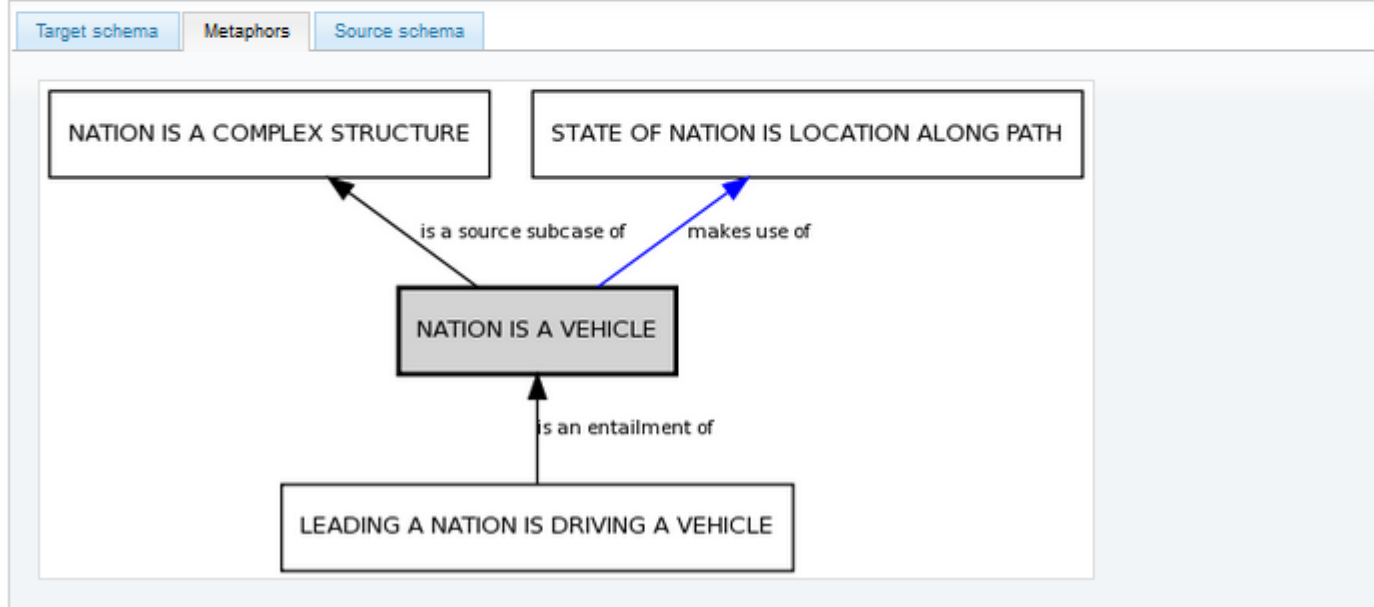 Target schema
Metaphors
Source schema
NATION IS A COMPLEX STRUCTURE
STATE OF NATION IS LOCATION ALONG PATH
is a source subcase of
makes use of
NATION IS A VEHICLE
is an entailment of
LEADING A NATION IS DRIVING A VEHICLE